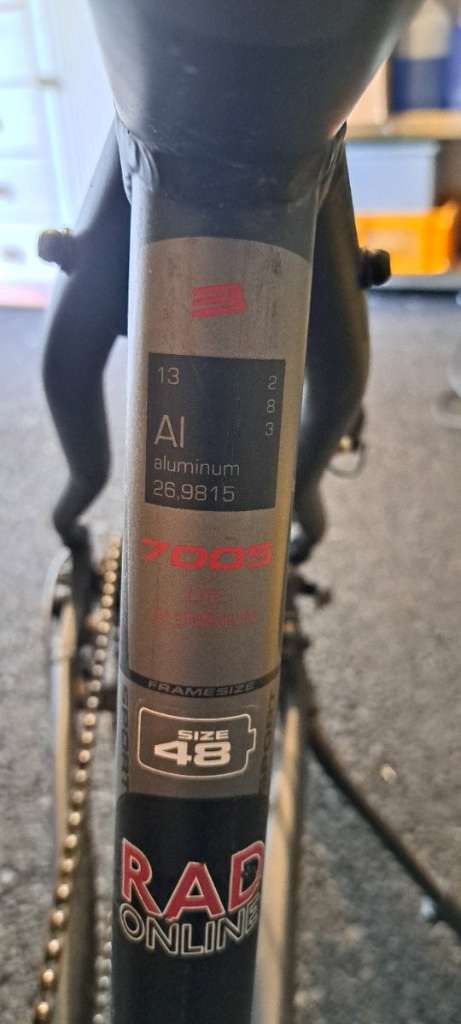 13
2
8
3
Al
aluminum
26,9815
7005
FRAMESIZE
SIZE
48
RAD
ONLINE